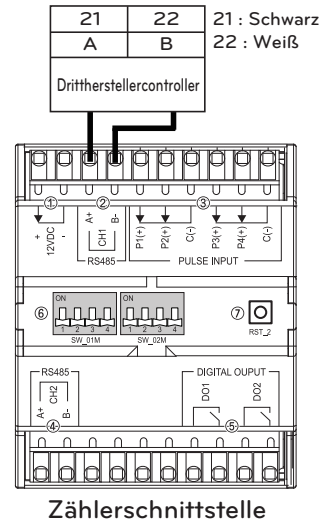 21 22 21 : Schwarz
A B 22 : Weiß
Drittherstellercontroller
① ② ③
+ 12VDC -
A+ CH1 B-
RS485
P1(+) P2(+) C(-) P3(+) P4(+) C(-)
PULSE INPUT
⑥ ON 1 2 3 4 ON 1 2 3 4 ⑦
SW_01M SW_02M RST_2
RS485 DIGITAL OUPUT
A+ CH2 B- DO1 DO2
④ ⑤
Zählerschnittstelle